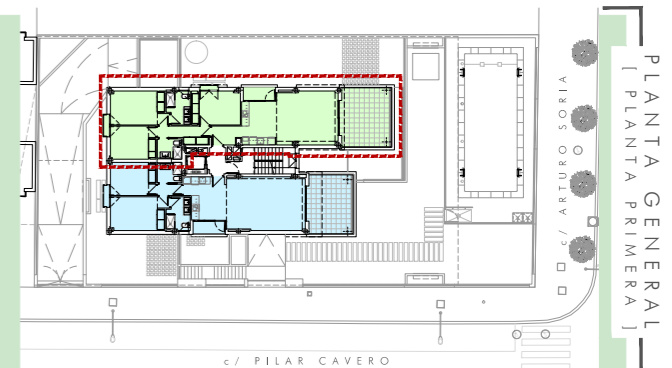 PLANTA GENERAL
[ PLANTA PRIMERA ]
c/ ARTURO SORIA
c/ PILAR CAVERO